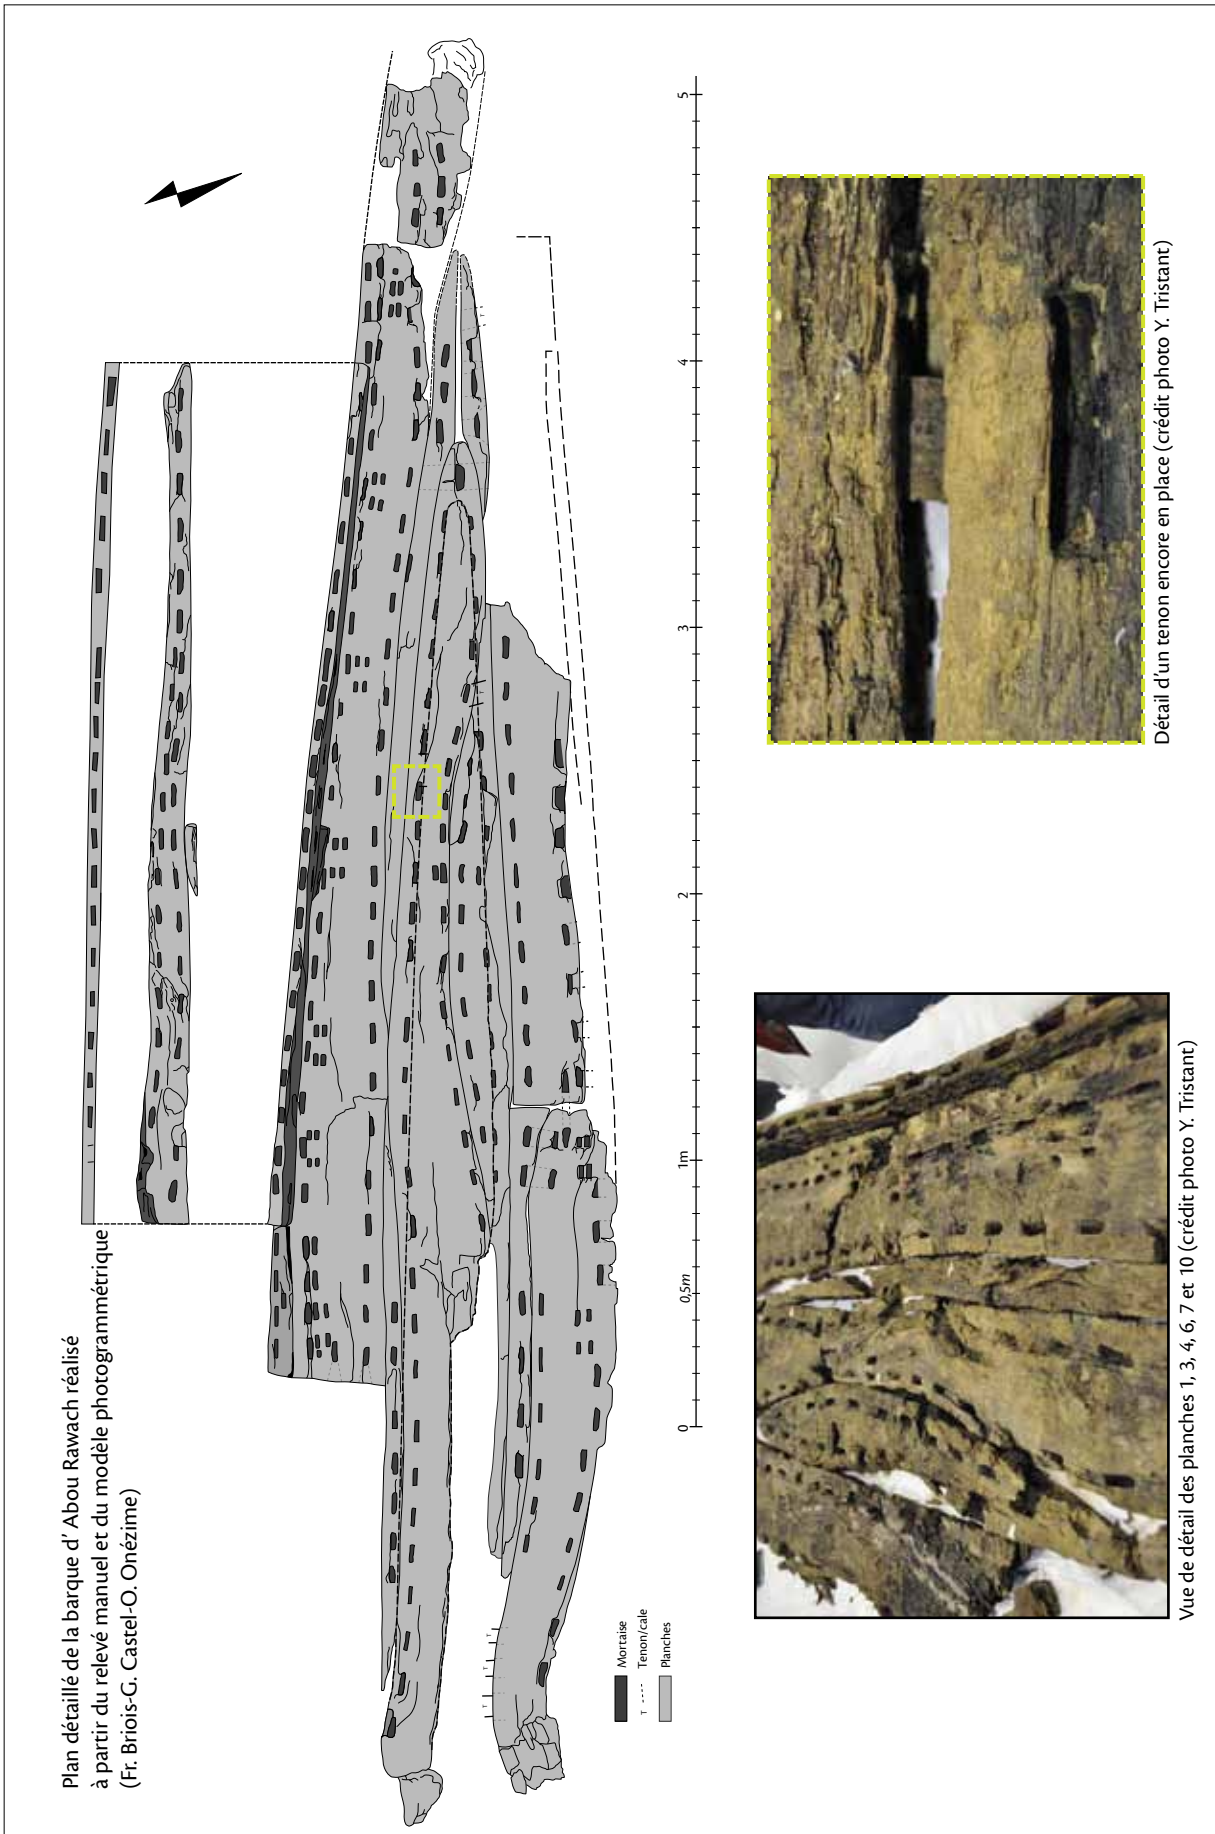 Plan détaillé de la barque d' Abou Rawach réalisé
à partir du relevé manuel et du modèle photogrammétrique
(Fr. Briois-G. Castel-O. Onézime)
Mortaise
T ---- Tenon/cale
Planches
0
0,5m
1m
2
3
4
5
T
T
T
Vue de détail des planches 1, 3, 4, 6, 7 et 10 (crédit photo Y. Tristant)
Détail d'un tenon encore en place (crédit photo Y. Tristant)